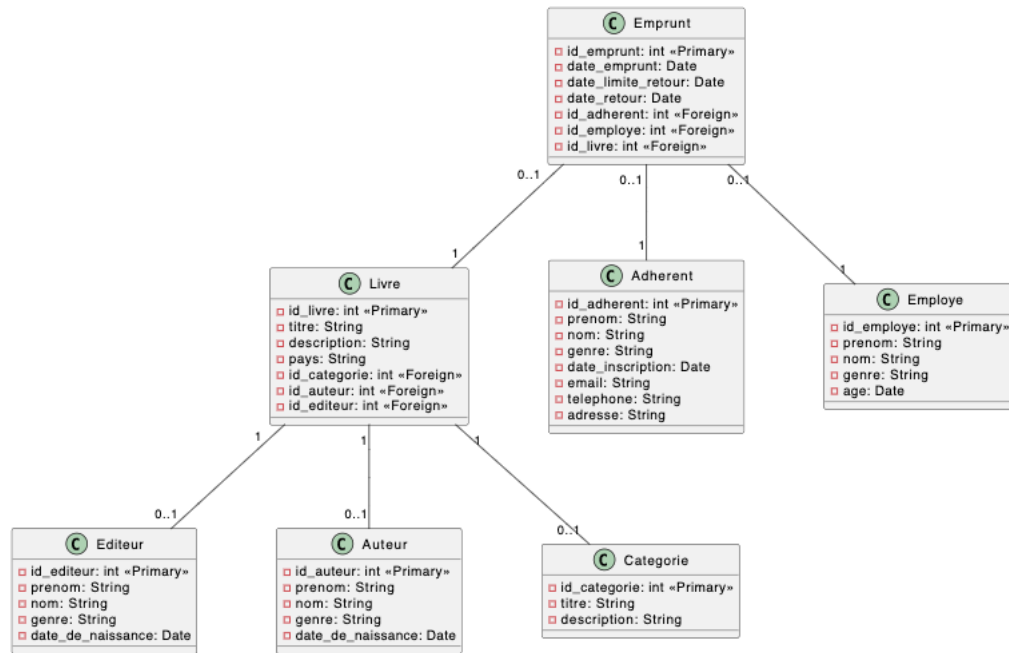 C Emprunt
id_emprunt: int «Primary»
date_emprunt: Date
date_limite_retour: Date
date_retour: Date
id_adherent: int «Foreign»
id_employe: int «Foreign»
id_livre: int «Foreign»
0..1
0..1
0..1
1
1
1
C Livre
id_livre: int «Primary»
titre: String
description: String
pays: String
id_categorie: int «Foreign»
id_auteur: int «Foreign»
id_editeur: int «Foreign»
C Adherent
id_adherent: int «Primary»
prenom: String
nom: String
genre: String
date_inscription: Date
email: String
telephone: String
adresse: String
C Employe
id_employe: int «Primary»
prenom: String
nom: String
genre: String
age: Date
1
1
1
0..1
0..1
0..1
C Editeur
id_editeur: int «Primary»
prenom: String
nom: String
genre: String
date_de_naissance: Date
C Auteur
id_auteur: int «Primary»
prenom: String
nom: String
genre: String
date_de_naissance: Date
C Categorie
id_categorie: int «Primary»
titre: String
description: String